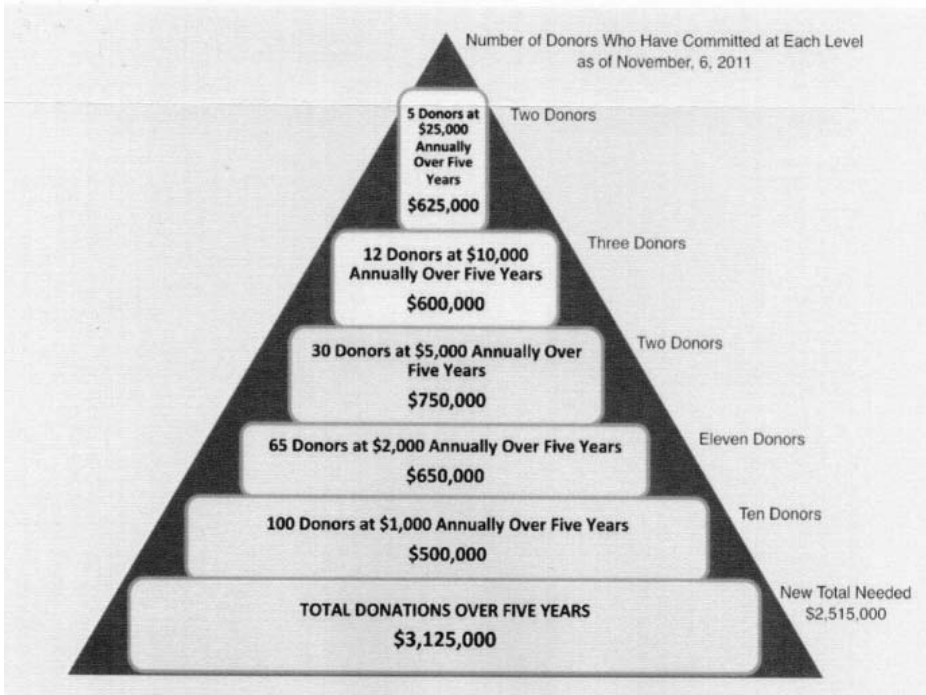 Number of Donors Who Have Committed at Each Level
as of November, 6, 2011
5 Donors at
$25,000
Annually
Over Five
Years
$625,000
Two Donors
12 Donors at $10,000
Annually Over Five Years
$600,000
Three Donors
30 Donors at $5,000 Annually Over
Five Years
$750,000
Two Donors
65 Donors at $2,000 Annually Over Five Years
$650,000
Eleven Donors
100 Donors at $1,000 Annually Over Five Years
$500,000
Ten Donors
TOTAL DONATIONS OVER FIVE YEARS
$3,125,000
New Total Needed
$2,515,000